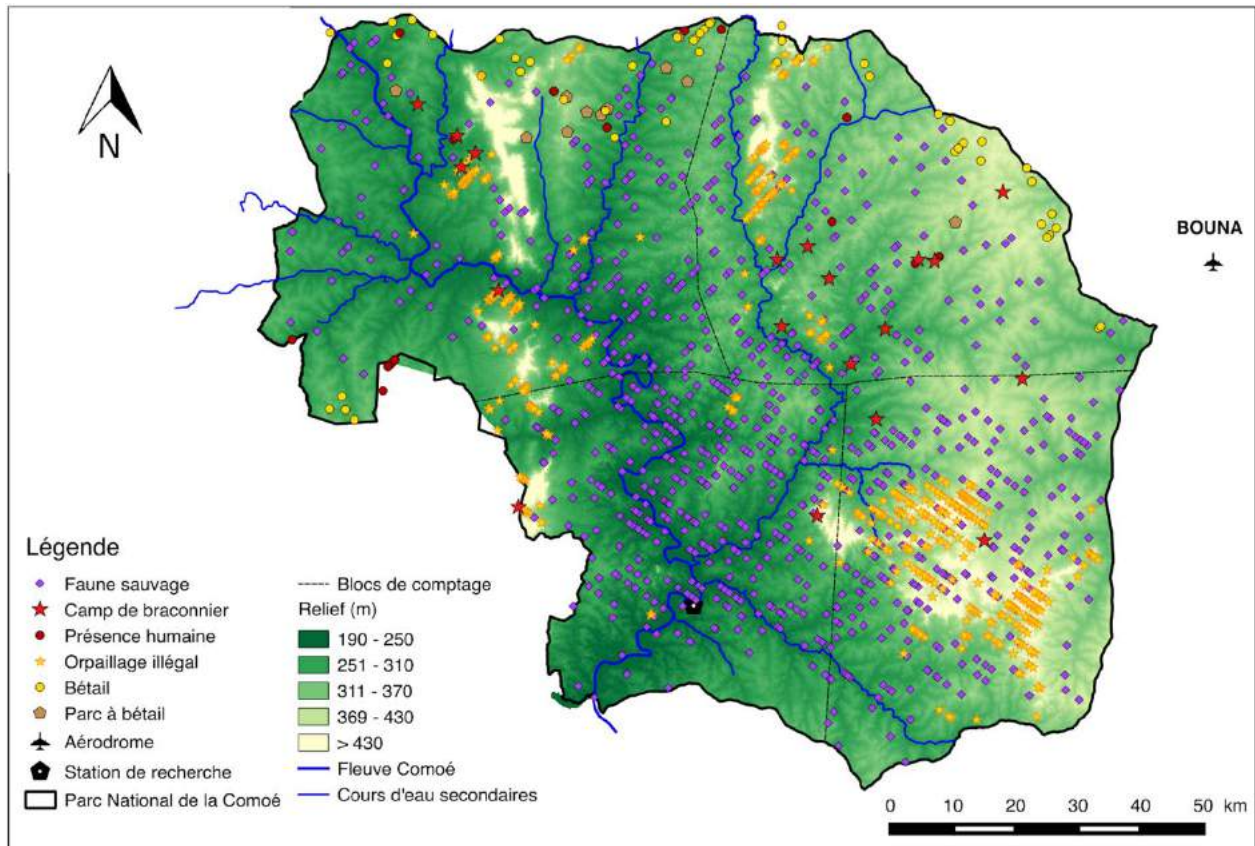 N
BOUNA
Légende
Faune sauvage
Camp de braconnier
Présence humaine
Orpaillage illégal
Bétail
Parc à bétail
Aérodrome
Station de recherche
Parc National de la Comoé
Blocs de comptage
Relief (m)
190 - 250
251 - 310
311 - 370
369 - 430
> 430
Fleuve Comoé
Cours d'eau secondaires
0 10 20 30 40 50 km